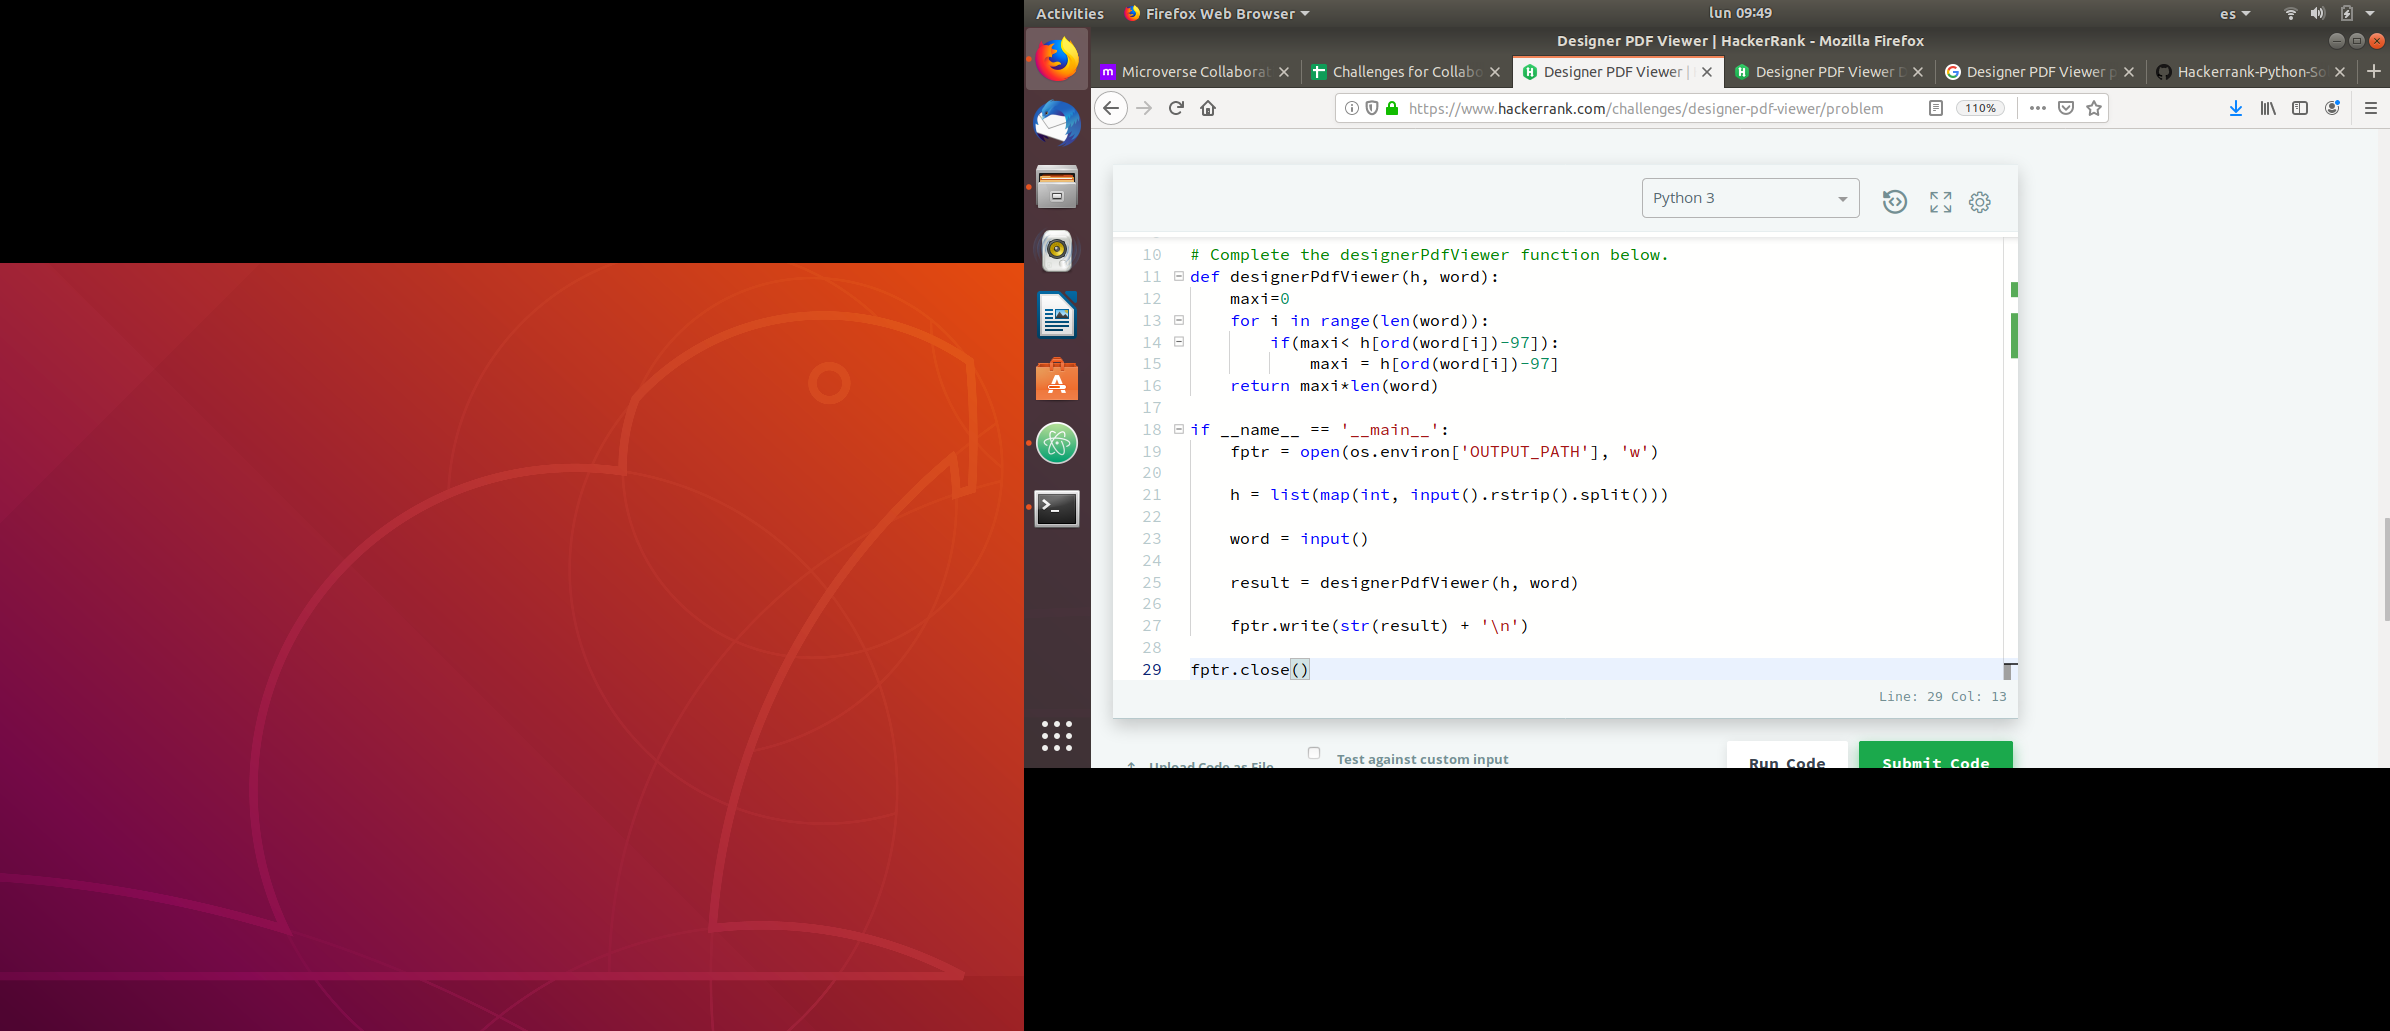 Activities Firefox Web Browser lun 09:49 es
Designer PDF Viewer | HackerRank - Mozilla Firefox
Microverse Collaborat Challenges for Collabo Designer PDF Viewer | Designer PDF Viewer D Designer PDF Viewer p Hackerrank-Python-So
https://www.hackerrank.com/challenges/designer-pdf-viewer/problem 110%
Python 3
10 # Complete the designerPdfViewer function below.
11 def designerPdfViewer(h, word):
12 maxi=0
13 for i in range(len(word)):
14 if(maxi< h[ord(word[i])-97]):
15 maxi = h[ord(word[i])-97]
16 return maxi*len(word)
17
18 if __name__ == '__main__':
19 fptr = open(os.environ['OUTPUT_PATH'], 'w')
20
21 h = list(map(int, input().rstrip().split()))
22
23 word = input()
24
25 result = designerPdfViewer(h, word)
26
27 fptr.write(str(result) + '\n')
28
29 fptr.close()
Line: 29 Col: 13
Upload Code as File Test against custom input Run Code Submit Code